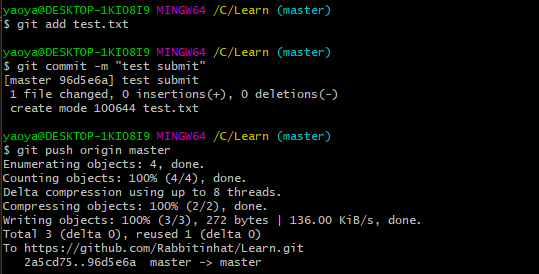 yaoya@DESKTOP-1KIO8I9 MINGW64 /C/Learn (master)
$ git add test.txt
yaoya@DESKTOP-1KIO8I9 MINGW64 /C/Learn (master)
$ git commit -m "test submit"
[master 96d5e6a] test submit
 1 file changed, 0 insertions(+), 0 deletions(-)
 create mode 100644 test.txt
yaoya@DESKTOP-1KIO8I9 MINGW64 /C/Learn (master)
$ git push origin master
Enumerating objects: 4, done.
Counting objects: 100% (4/4), done.
Delta compression using up to 8 threads.
Compressing objects: 100% (2/2), done.
Writing objects: 100% (3/3), 272 bytes | 136.00 KiB/s, done.
Total 3 (delta 0), reused 1 (delta 0)
To https://github.com/Rabbitinhat/Learn.git
   2a5cd75..96d5e6a  master -> master